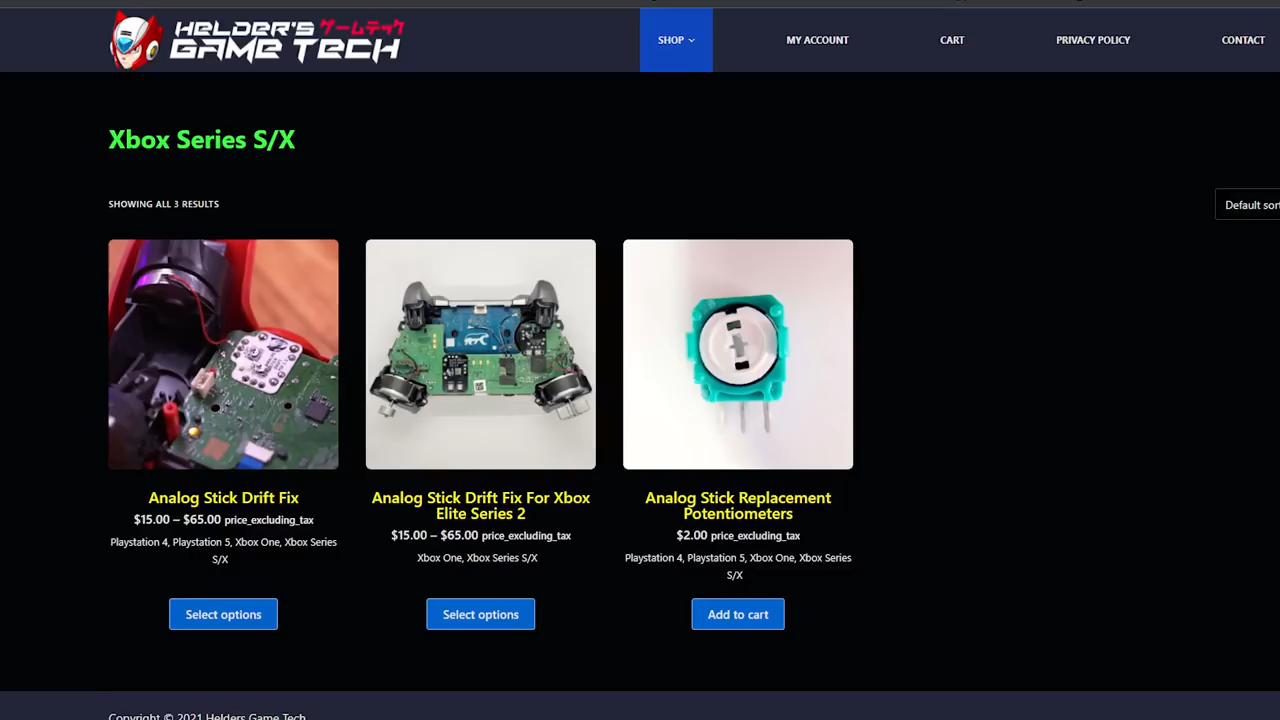 HELDER'S ゲームテック
GAME TECH
SHOP
MY ACCOUNT
CART
PRIVACY POLICY
CONTACT
Xbox Series S/X
SHOWING ALL 3 RESULTS
Default sort
Analog Stick Drift Fix
$15.00 – $65.00 price_excluding_tax
Playstation 4, Playstation 5, Xbox One, Xbox Series
S/X
Select options
Analog Stick Drift Fix For Xbox
Elite Series 2
$15.00 – $65.00 price_excluding_tax
Xbox One, Xbox Series S/X
Select options
Analog Stick Replacement
Potentiometers
$2.00 price_excluding_tax
Playstation 4, Playstation 5, Xbox One, Xbox Series
S/X
Add to cart
Copyright © 2021 Helders Game Tech